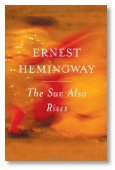 ERNEST
HEMINGWAY
The Sun Also
Rises